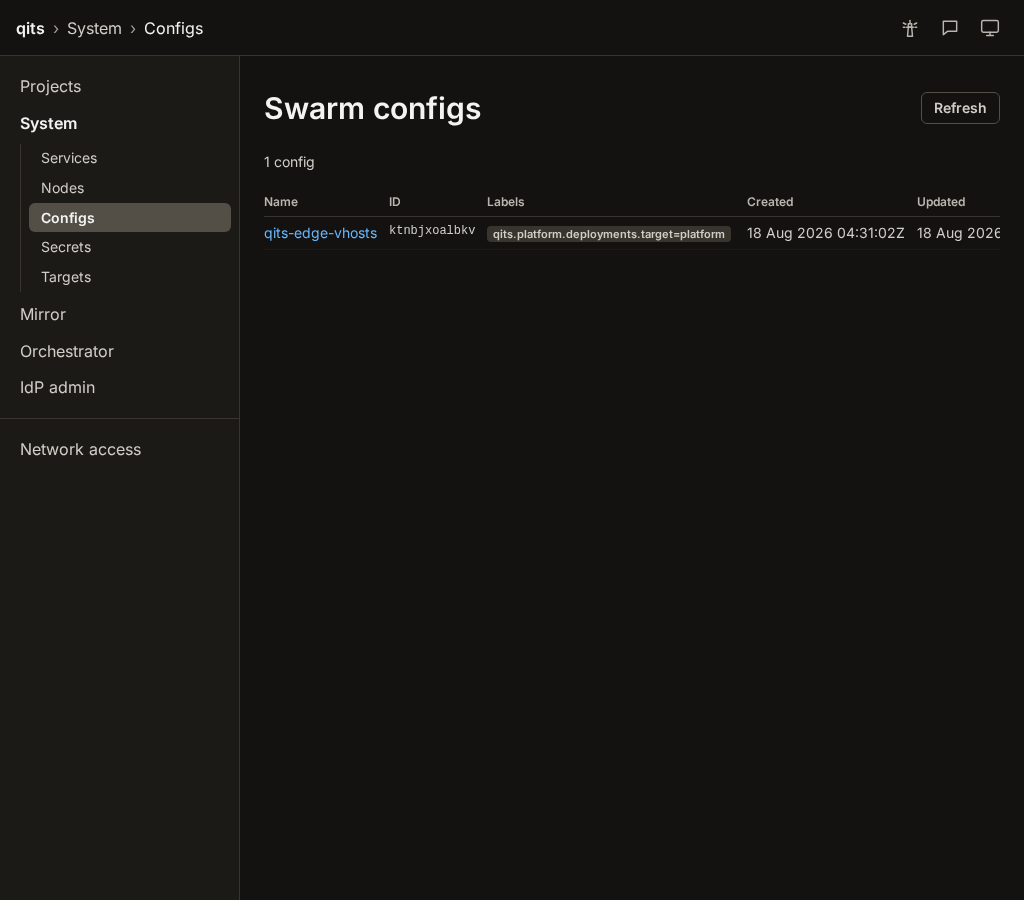 qits › System › Configs
Projects
System
Services
Nodes
Configs
Secrets
Targets
Mirror
Orchestrator
IdP admin
Network access
Swarm configs
Refresh
1 config
Name ID Labels Created Updated
qits-edge-vhosts ktnbjxoalbkv qits.platform.deployments.target=platform 18 Aug 2026 04:31:02Z 18 Aug 2026